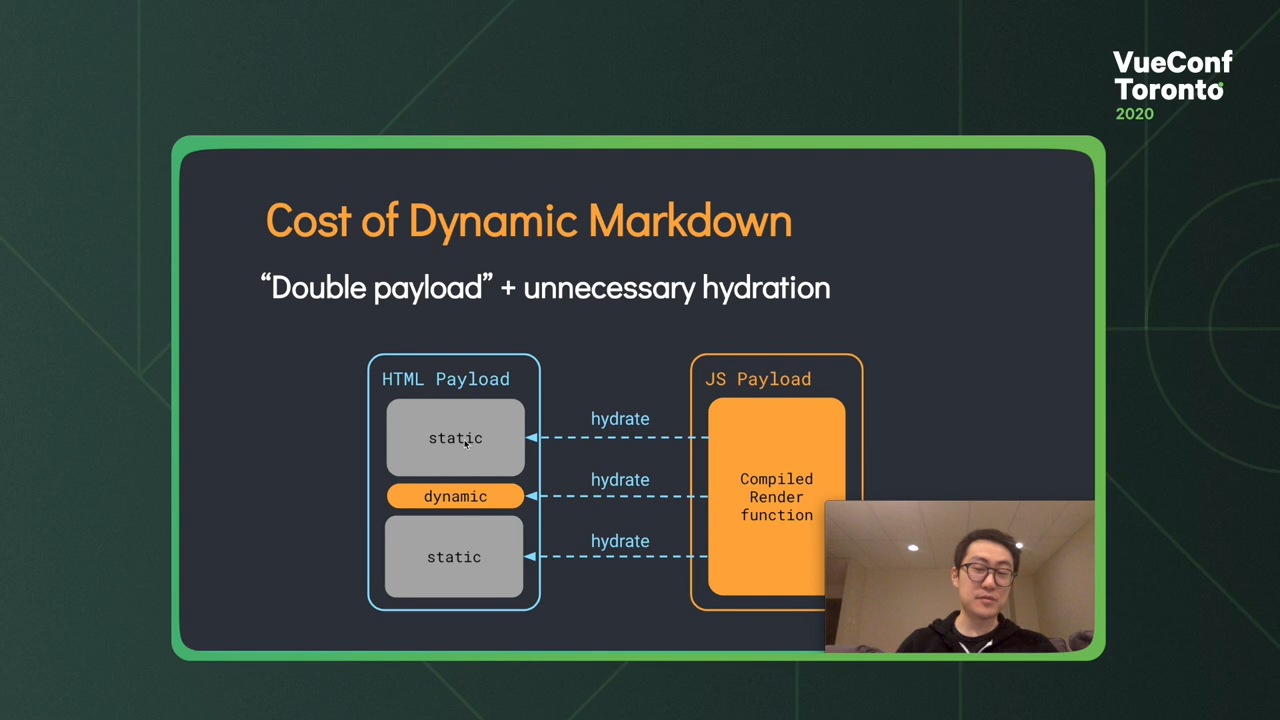 VueConf
Toronto
2020
Cost of Dynamic Markdown
“Double payload” + unnecessary hydration
HTML Payload
JS Payload
static
hydrate
dynamic
hydrate
Compiled
Render
function
static
hydrate